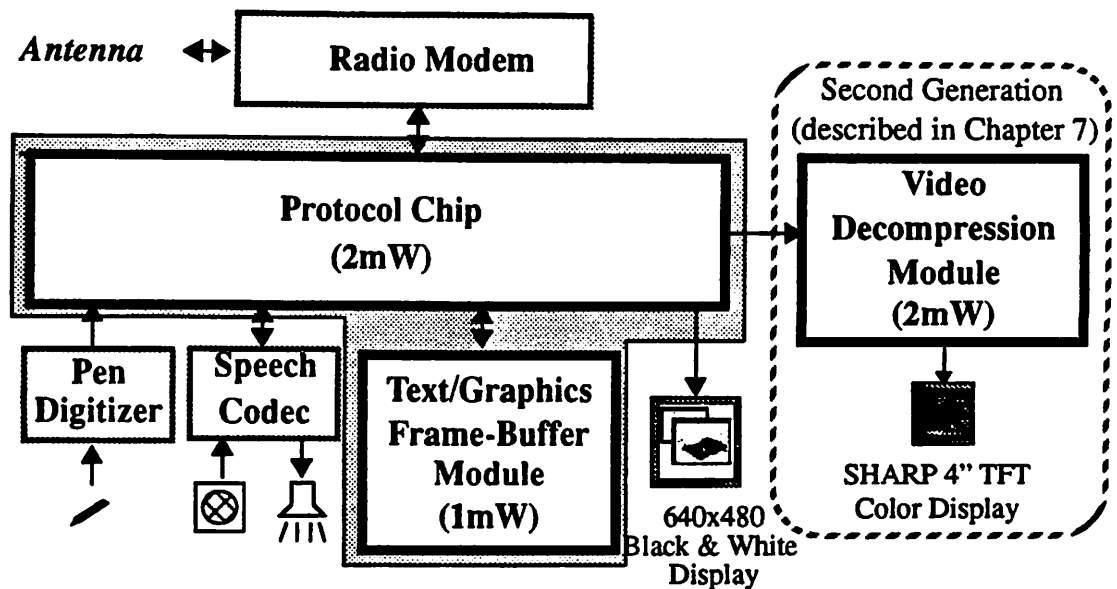 Antenna
Radio Modem
Second Generation
(described in Chapter 7)
Protocol Chip
(2mW)
Video
Decompression
Module
(2mW)
Pen
Digitizer
Speech
Codec
Text/Graphics
Frame-Buffer
Module
(1mW)
640x480
Black & White
Display
SHARP 4” TFT
Color Display